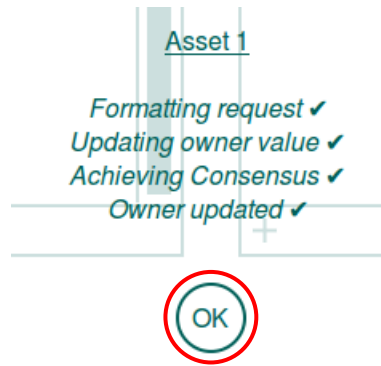 Asset 1
Formatting request ✔
Updating owner value ✔
Achieving Consensus ✔
Owner updated ✔
+
OK